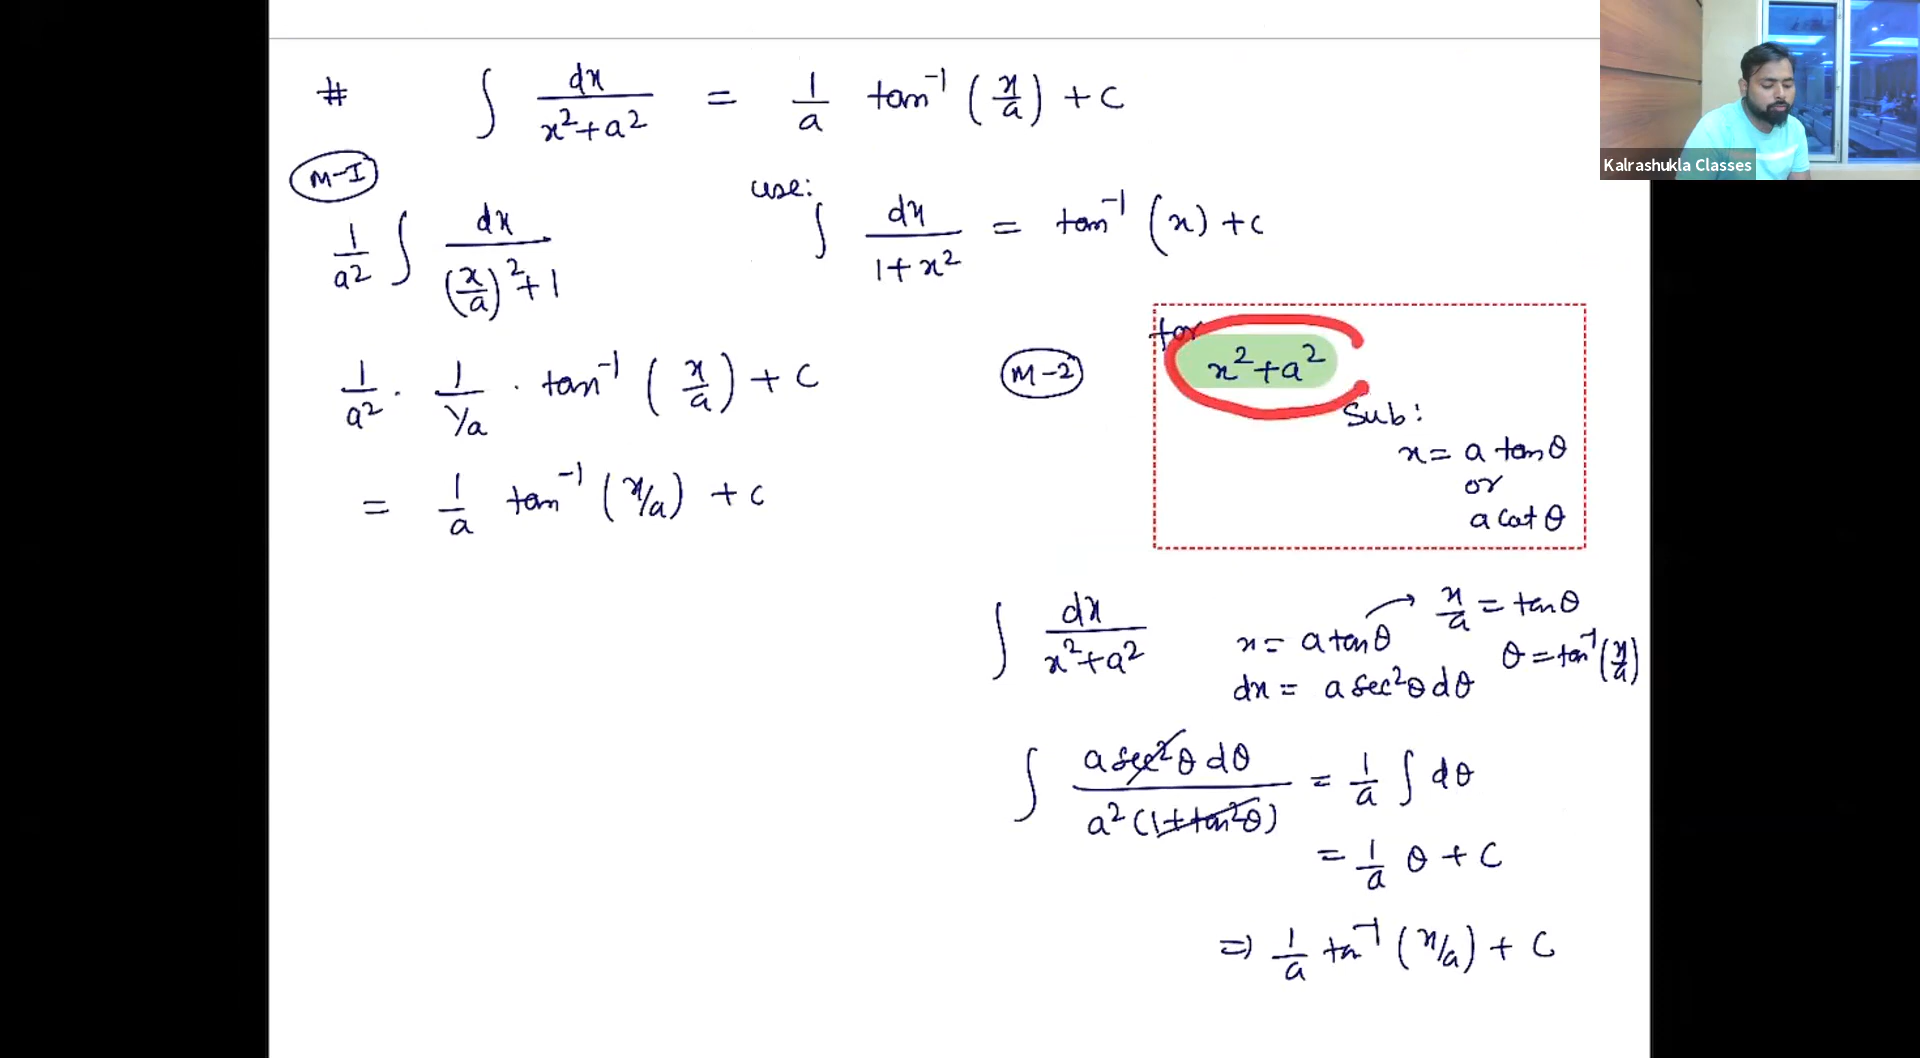 # ∫ dx/(x²+a²) = 1/a tan⁻¹(x/a) + C
Kalrashukla Classes
M-I
use:
∫ dx/(1+x²) = tan⁻¹(x) + c
1/a² ∫ dx/((x/a)²+1)
1/a² · 1/(1/a) · tan⁻¹(x/a) + C
= 1/a tan⁻¹(x/a) + c
M-2
for
x²+a²
Sub:
x = a tanθ
or
a cot θ
∫ dx/(x²+a²)
x = a tanθ → x/a = tanθ
θ = tan⁻¹(x/a)
dx = a sec²θ dθ
∫ a sec²θ dθ/(a²(1+tan²θ)) = 1/a ∫ dθ
= 1/a θ + C
⇒ 1/a tan⁻¹(x/a) + C